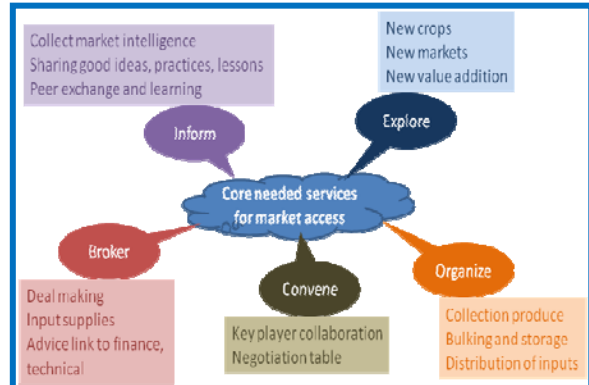 Collect market intelligence
Sharing good ideas, practices, lessons
Peer exchange and learning
New crops
New markets
New value addition
Inform
Explore
Core needed services
for market access
Broker
Convene
Organize
Deal making
Input supplies
Advice link to finance,
technical
Key player collaboration
Negotiation table
Collection produce
Bulking and storage
Distribution of inputs